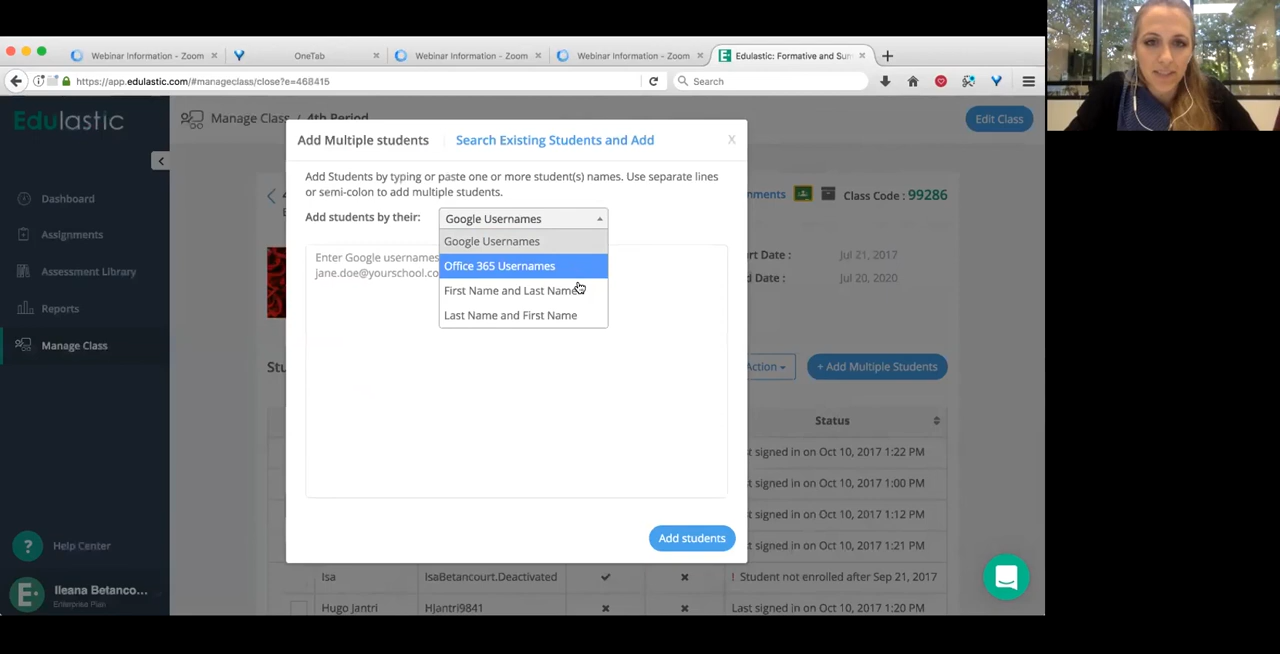 Webinar Information - Zoom
OneTab
Webinar Information - Zoom
Webinar Information - Zoom
Edulastic: Formative and Sum
https://app.edulastic.com/#manageclass/close?e=468415
Search
Edulastic
Manage Class / 4th Period
Edit Class
Add Multiple students
Search Existing Students and Add
X
Add Students by typing or paste one or more student(s) names. Use separate lines
or semi-colon to add multiple students.
Class Code : 99286
Dashboard
Add students by their:
Google Usernames
Assignments
Google Usernames
Enter Google usernames
Jul 21, 2017
Office 365 Usernames
Assessment Library
jane.doe@yourschool.co
Date :
Jul 20, 2020
First Name and Last Name
Reports
Last Name and First Name
Manage Class
Action
+ Add Multiple Students
Status
signed in on Oct 10, 2017 1:22 PM
signed in on Oct 10, 2017 1:00 PM
signed in on Oct 10, 2017 1:12 PM
Add students
Help Center
signed in on Oct 10, 2017 1:21 PM
Isa
IsaBetancourt.Deactivated
! Student not enrolled after Sep 21, 2017
E·
Ileana Betanco...
Enterprise Plan
Hugo Jantri
HJantri9841
Last signed in on Oct 10, 2017 1:20 PM